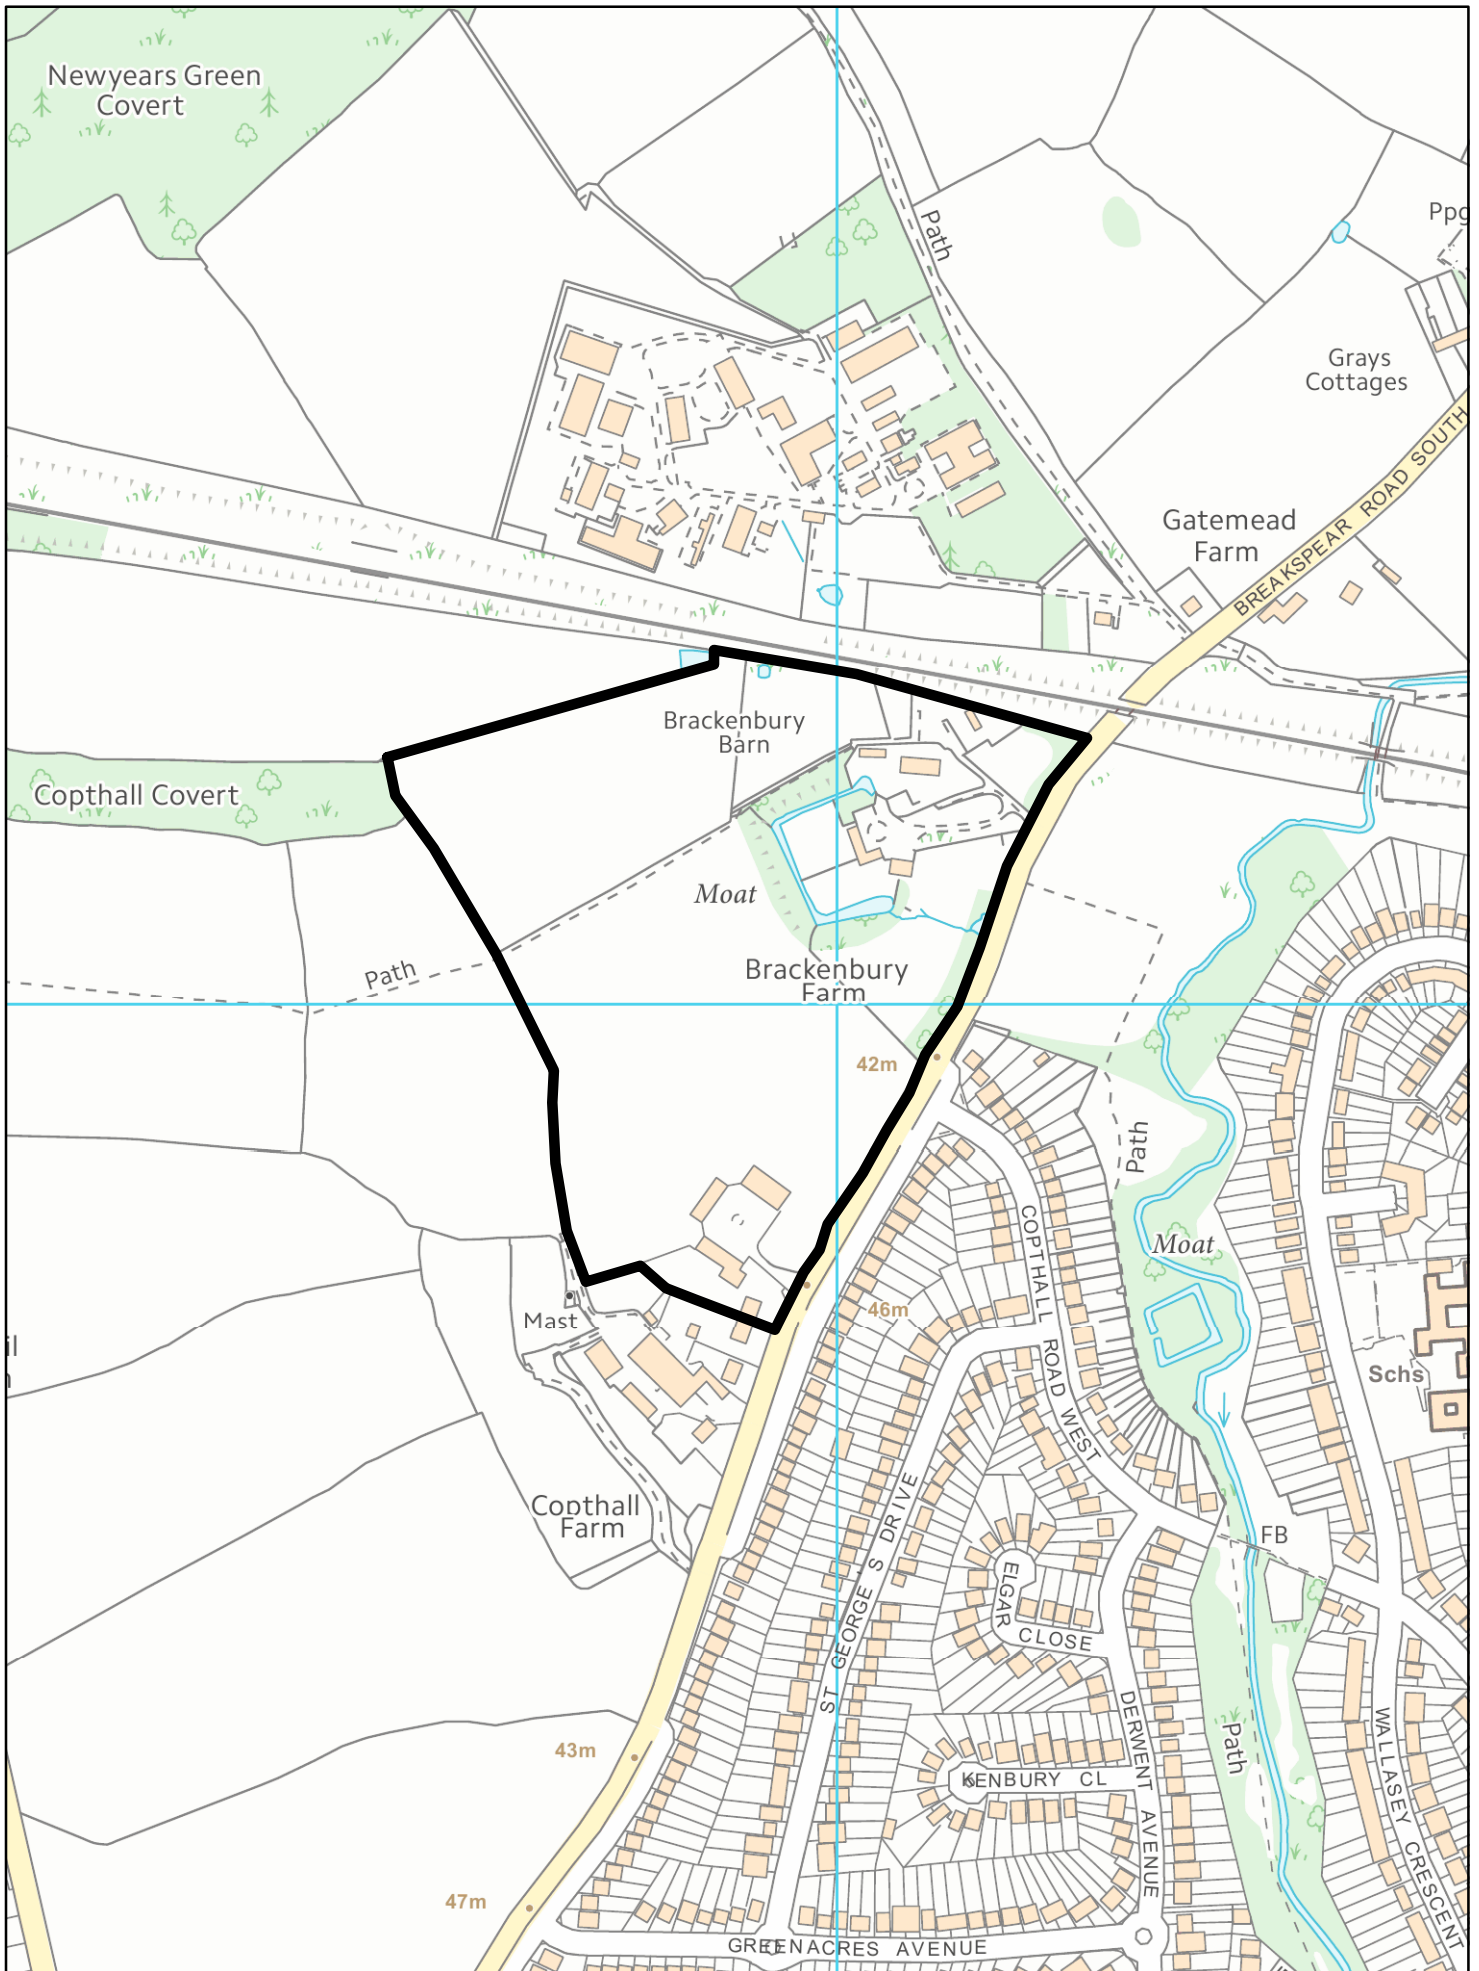 Newyears Green
Covert
Path
Grays
Cottages
Gatemead
Farm
BREAKSPEAR ROAD SOUTH
Brackenbury
Barn
Copthall Covert
Moat
Path
Brackenbury
Farm
42m
Path
COPTHALL ROAD WEST
Moat
46m
Mast
Schs
Copthall
Farm
ST GEORGE'S DRIVE
FB
ELGAR
CLOSE
DERWENT AVENUE
Path
WALLASEY CRESCENT
43m
KENBURY CL
47m
GREENACRES AVENUE